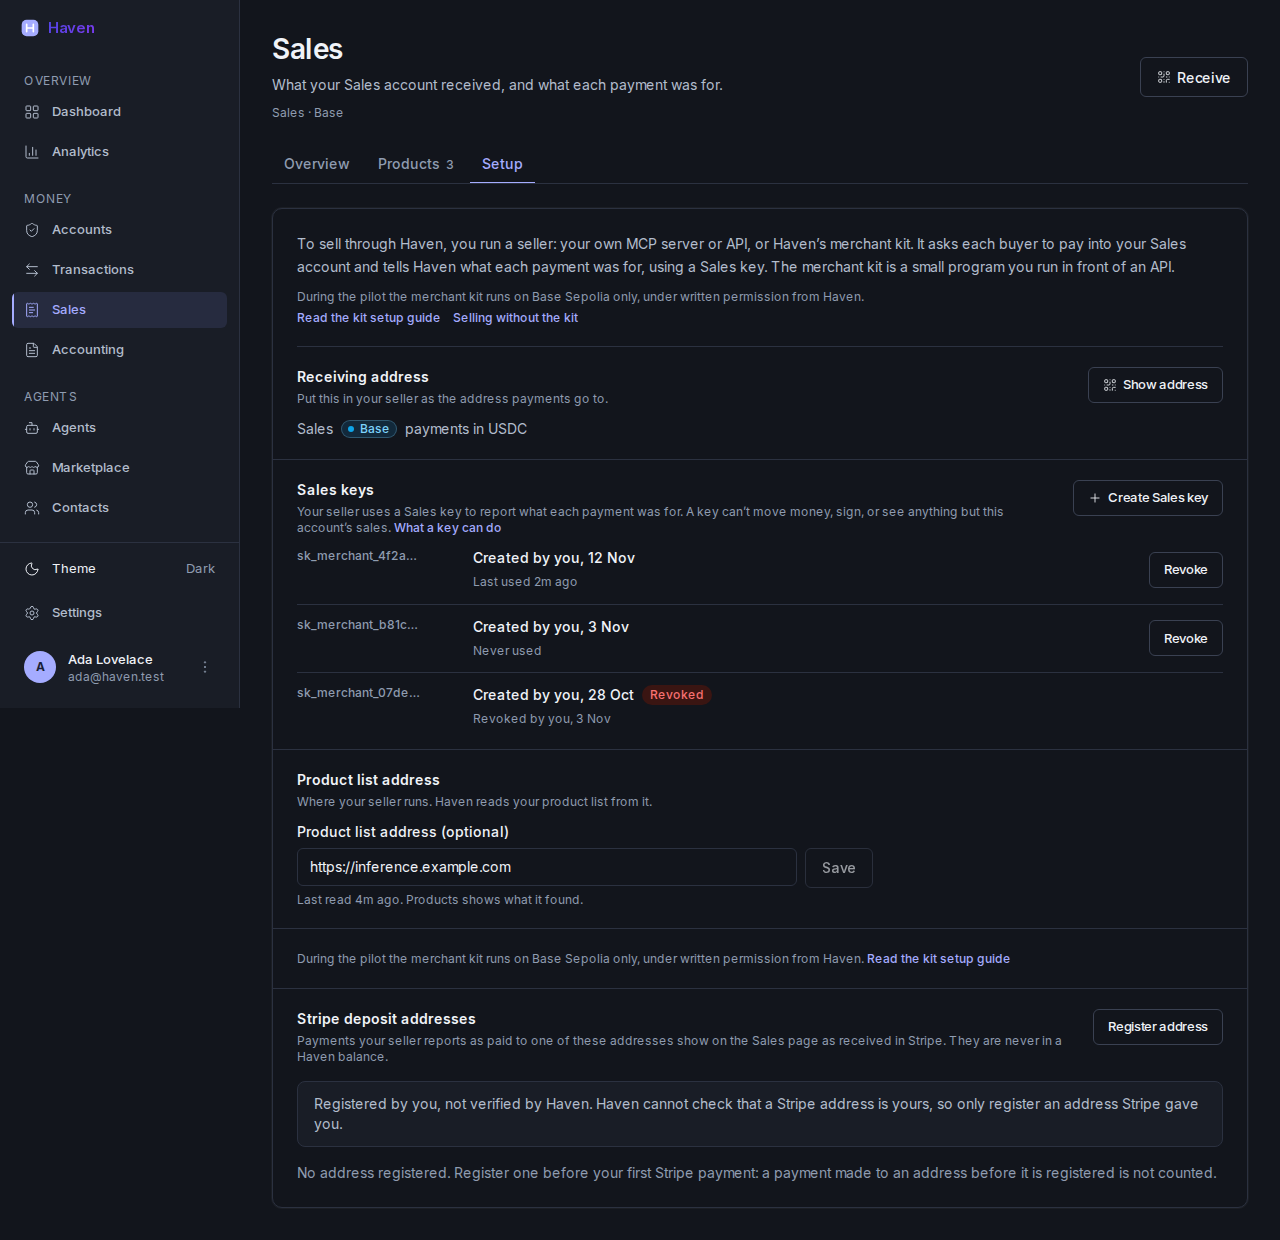 Haven
OVERVIEW
Dashboard
Analytics
MONEY
Accounts
Transactions
Sales
Accounting
AGENTS
Agents
Marketplace
Contacts
Theme Dark
Settings
A
Ada Lovelace
ada@haven.test
Sales
What your Sales account received, and what each payment was for.
Sales · Base
Receive
Overview Products 3 Setup
To sell through Haven, you run a seller: your own MCP server or API, or Haven’s merchant kit. It asks each buyer to pay into your Sales
account and tells Haven what each payment was for, using a Sales key. The merchant kit is a small program you run in front of an API.
During the pilot the merchant kit runs on Base Sepolia only, under written permission from Haven.
Read the kit setup guide Selling without the kit
Receiving address
Put this in your seller as the address payments go to.
Show address
Sales Base payments in USDC
Sales keys
Your seller uses a Sales key to report what each payment was for. A key can’t move money, sign, or see anything but this
account’s sales. What a key can do
Create Sales key
sk_merchant_4f2a… Created by you, 12 Nov
Last used 2m ago
Revoke
sk_merchant_b81c… Created by you, 3 Nov
Never used
Revoke
sk_merchant_07de… Created by you, 28 Oct Revoked
Revoked by you, 3 Nov
Product list address
Where your seller runs. Haven reads your product list from it.
Product list address (optional)
https://inference.example.com Save
Last read 4m ago. Products shows what it found.
During the pilot the merchant kit runs on Base Sepolia only, under written permission from Haven. Read the kit setup guide
Stripe deposit addresses
Payments your seller reports as paid to one of these addresses show on the Sales page as received in Stripe. They are never in a
Haven balance.
Register address
Registered by you, not verified by Haven. Haven cannot check that a Stripe address is yours, so only register an address Stripe gave
you.
No address registered. Register one before your first Stripe payment: a payment made to an address before it is registered is not counted.